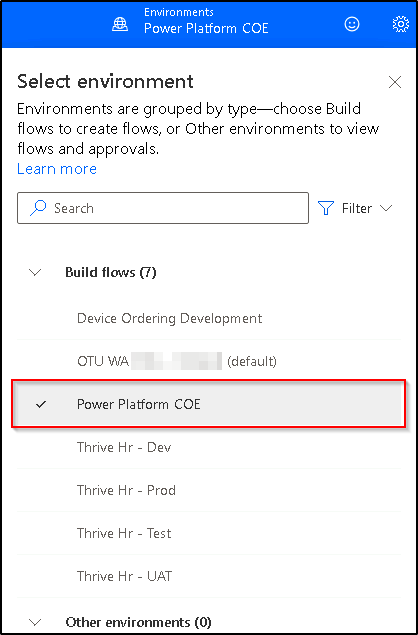 Environments
Power Platform COE
Select environment
Environments are grouped by type—choose Build
flows to create flows, or Other environments to view
flows and approvals.
Learn more
Search
Filter
Build flows (7)
Device Ordering Development
OTU WA (default)
Power Platform COE
Thrive Hr - Dev
Thrive Hr - Prod
Thrive Hr - Test
Thrive Hr - UAT
Other environments (0)